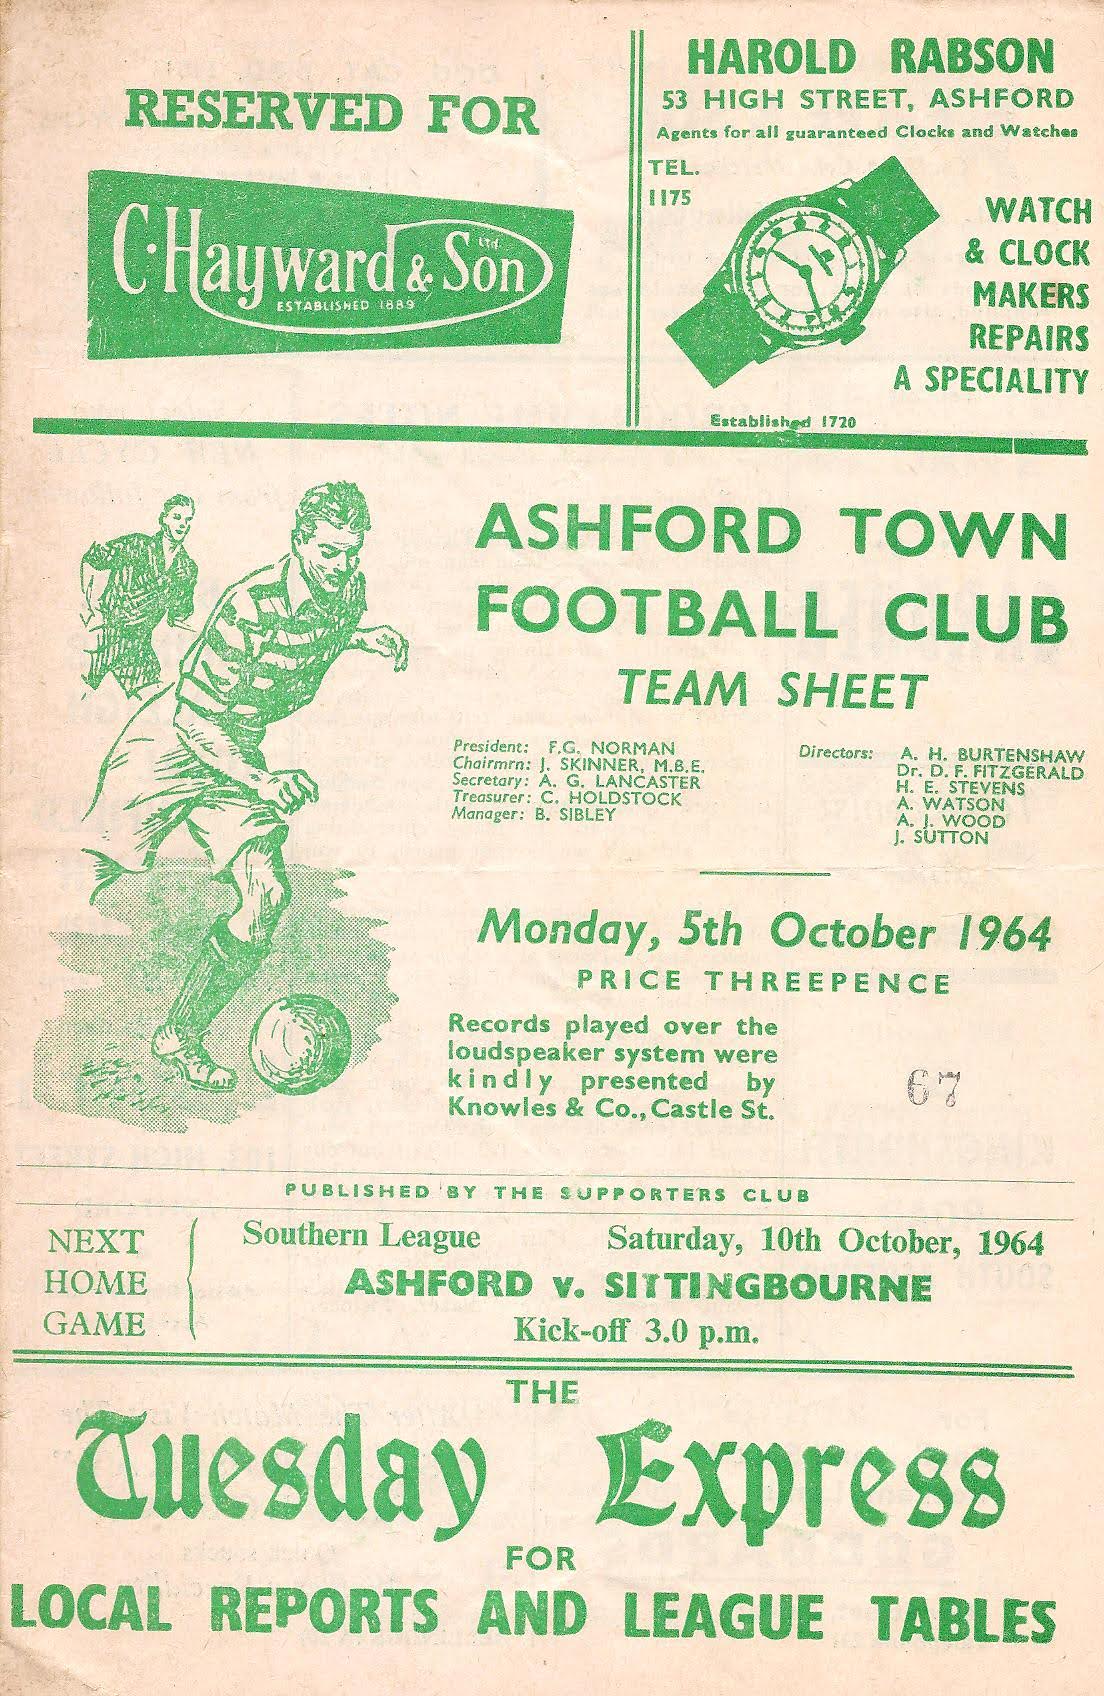 RESERVED FOR
C. Hayward & Son Ltd.
ESTABLISHED 1889
HAROLD RABSON
53 HIGH STREET, ASHFORD
Agents for all guaranteed Clocks and Watches
TEL.
1175
WATCH
& CLOCK
MAKERS
REPAIRS
A SPECIALITY
Established 1720
ASHFORD TOWN
FOOTBALL CLUB
TEAM SHEET
President: F.G. NORMAN
Chairmrn: J. SKINNER, M.B.E.
Secretary: A. G. LANCASTER
Treasurer: C. HOLDSTOCK
Manager: B. SIBLEY
Directors: A. H. BURTENSHAW
Dr. D. F. FITZGERALD
H. E. STEVENS
A. WATSON
A. J. WOOD
J. SUTTON
Monday, 5th October 1964
PRICE THREEPENCE
Records played over the
loudspeaker system were
kindly presented by
Knowles & Co., Castle St.
67
PUBLISHED BY THE SUPPORTERS CLUB
NEXT
HOME
GAME
Southern League Saturday, 10th October, 1964
ASHFORD v. SITTINGBOURNE
Kick-off 3.0 p.m.
THE
Tuesday Express
FOR
LOCAL REPORTS AND LEAGUE TABLES